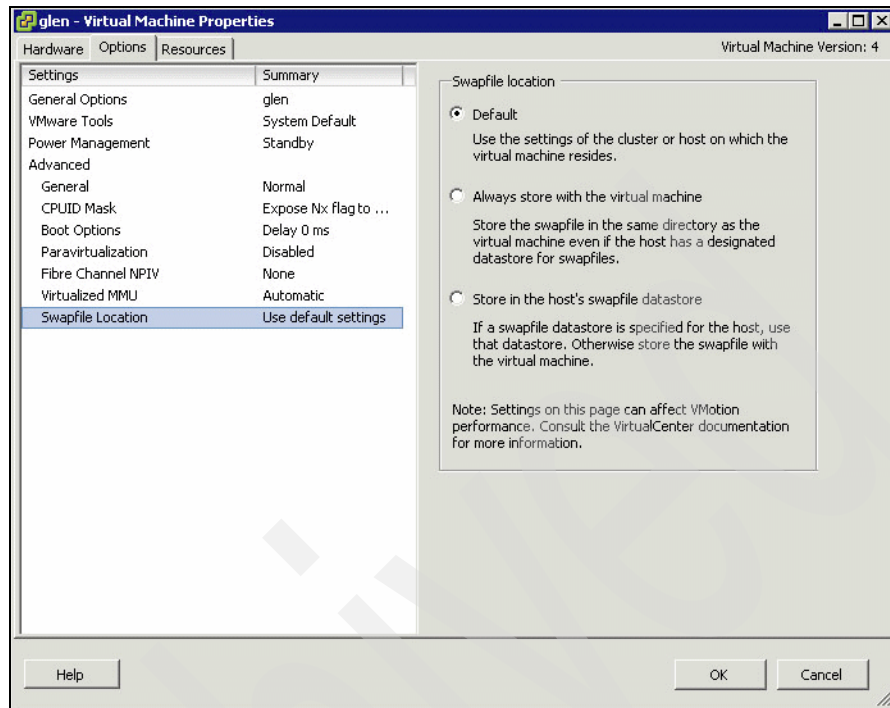 glen - Virtual Machine Properties
Hardware Options Resources Virtual Machine Version: 4
Settings Summary
General Options glen
VMware Tools System Default
Power Management Standby
Advanced
General Normal
CPUID Mask Expose Nx flag to ...
Boot Options Delay 0 ms
Paravirtualization Disabled
Fibre Channel NPIV None
Virtualized MMU Automatic
Swapfile Location Use default settings
Swapfile location
Default
Use the settings of the cluster or host on which the
virtual machine resides.
Always store with the virtual machine
Store the swapfile in the same directory as the
virtual machine even if the host has a designated
datastore for swapfiles.
Store in the host's swapfile datastore
If a swapfile datastore is specified for the host, use
that datastore. Otherwise store the swapfile with
the virtual machine.
Note: Settings on this page can affect VMotion
performance. Consult the VirtualCenter documentation
for more information.
Help OK Cancel